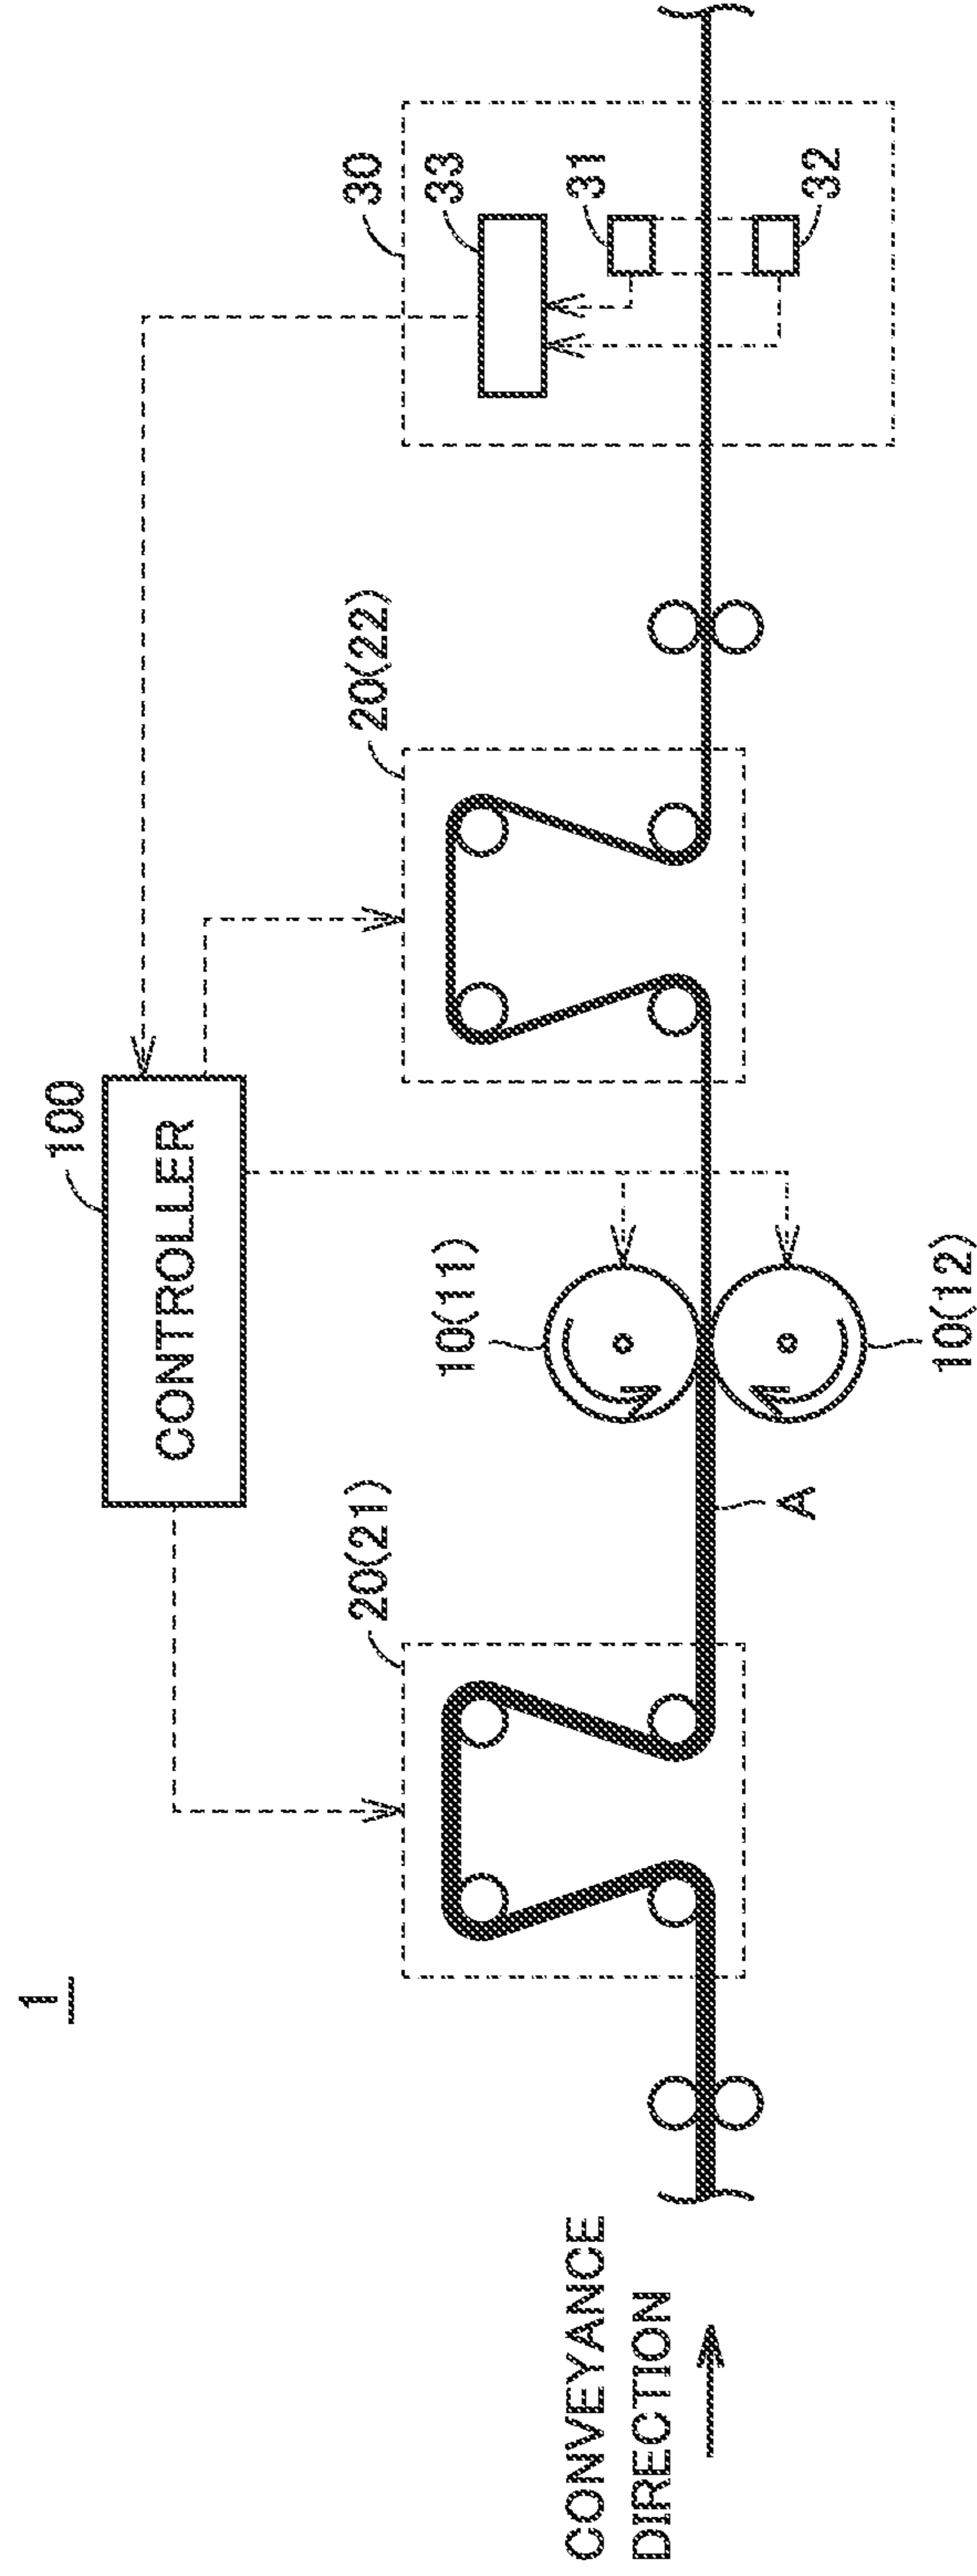 1
100
CONTROLLER
20(21)
10(11)
20(22)
30
33
31
32
A
10(12)
CONVEYANCE
DIRECTION